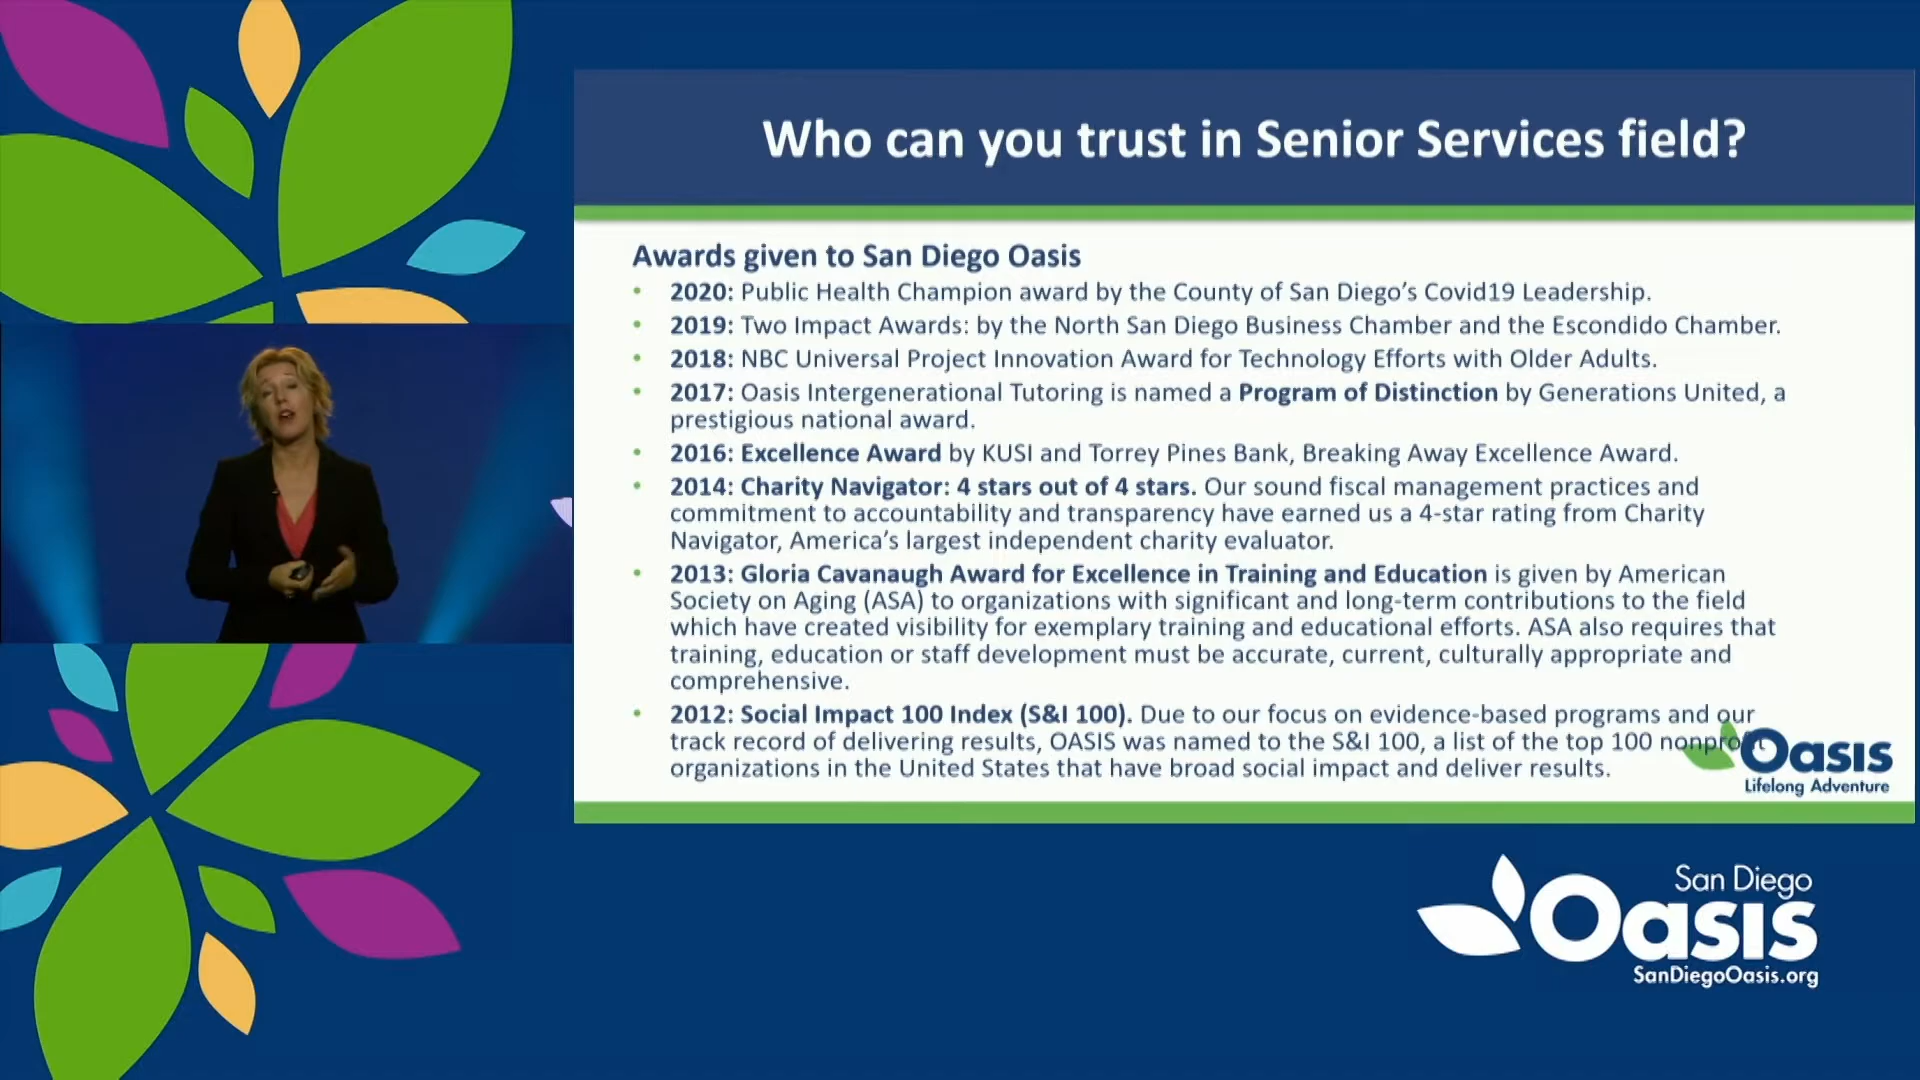 Who can you trust in Senior Services field?
Awards given to San Diego Oasis
• 2020: Public Health Champion award by the County of San Diego’s Covid19 Leadership.
• 2019: Two Impact Awards: by the North San Diego Business Chamber and the Escondido Chamber.
• 2018: NBC Universal Project Innovation Award for Technology Efforts with Older Adults.
• 2017: Oasis Intergenerational Tutoring is named a Program of Distinction by Generations United, a
prestigious national award.
• 2016: Excellence Award by KUSI and Torrey Pines Bank, Breaking Away Excellence Award.
• 2014: Charity Navigator: 4 stars out of 4 stars. Our sound fiscal management practices and
commitment to accountability and transparency have earned us a 4-star rating from Charity
Navigator, America’s largest independent charity evaluator.
• 2013: Gloria Cavanaugh Award for Excellence in Training and Education is given by American
Society on Aging (ASA) to organizations with significant and long-term contributions to the field
which have created visibility for exemplary training and educational efforts. ASA also requires that
training, education or staff development must be accurate, current, culturally appropriate and
comprehensive.
• 2012: Social Impact 100 Index (S&I 100). Due to our focus on evidence-based programs and our
track record of delivering results, OASIS was named to the S&I 100, a list of the top 100 nonprofit
organizations in the United States that have broad social impact and deliver results.
Oasis
Lifelong Adventure
San Diego
Oasis
SanDiegoOasis.org